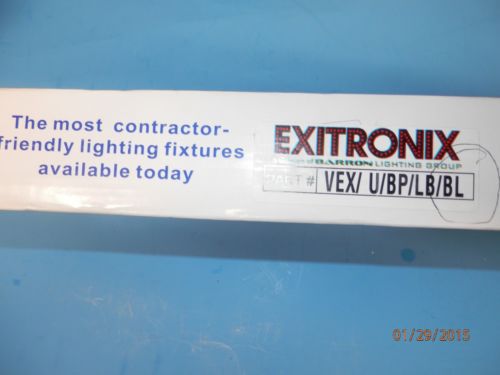 The most contractor-
friendly lighting fixtures
available today
EXITRONIX
BARRON LIGHTING GROUP
PART # VEX/ U/BP/LB/BL
01/29/2015